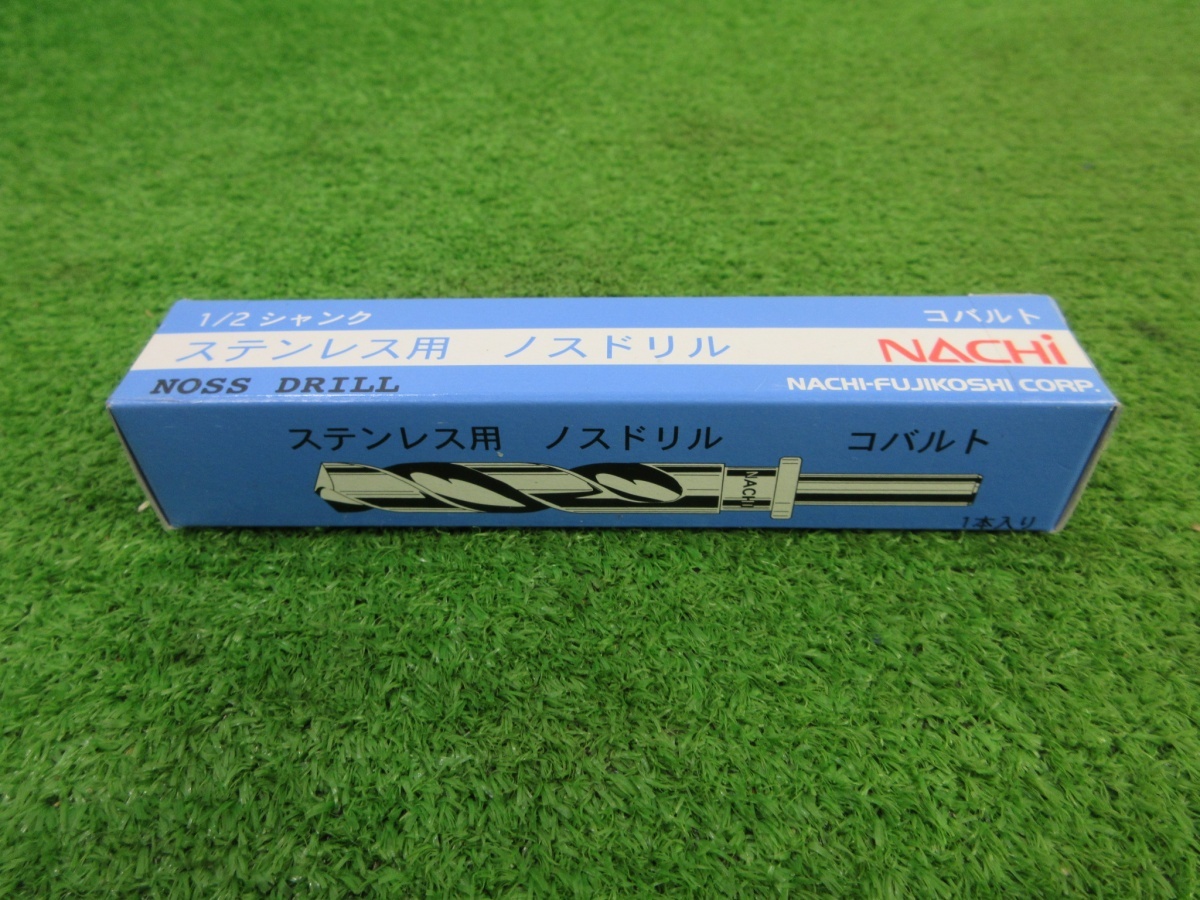 1/2 シャンク コバルト
ステンレス用 ノスドリル NACHi
NOSS DRILL NACHI-FUJIKOSHI CORP.
ステンレス用 ノスドリル コバルト
NACHI
1本入り